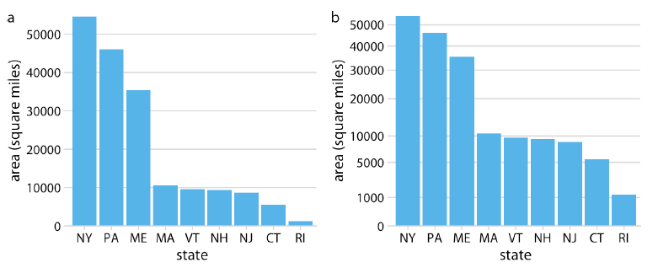 a
area (square miles)
50000
40000
30000
20000
10000
0
NY PA ME MA VT NH NJ CT RI
state
b
area (square miles)
50000
40000
30000
20000
10000
5000
1000
0
NY PA ME MA VT NH NJ CT RI
state